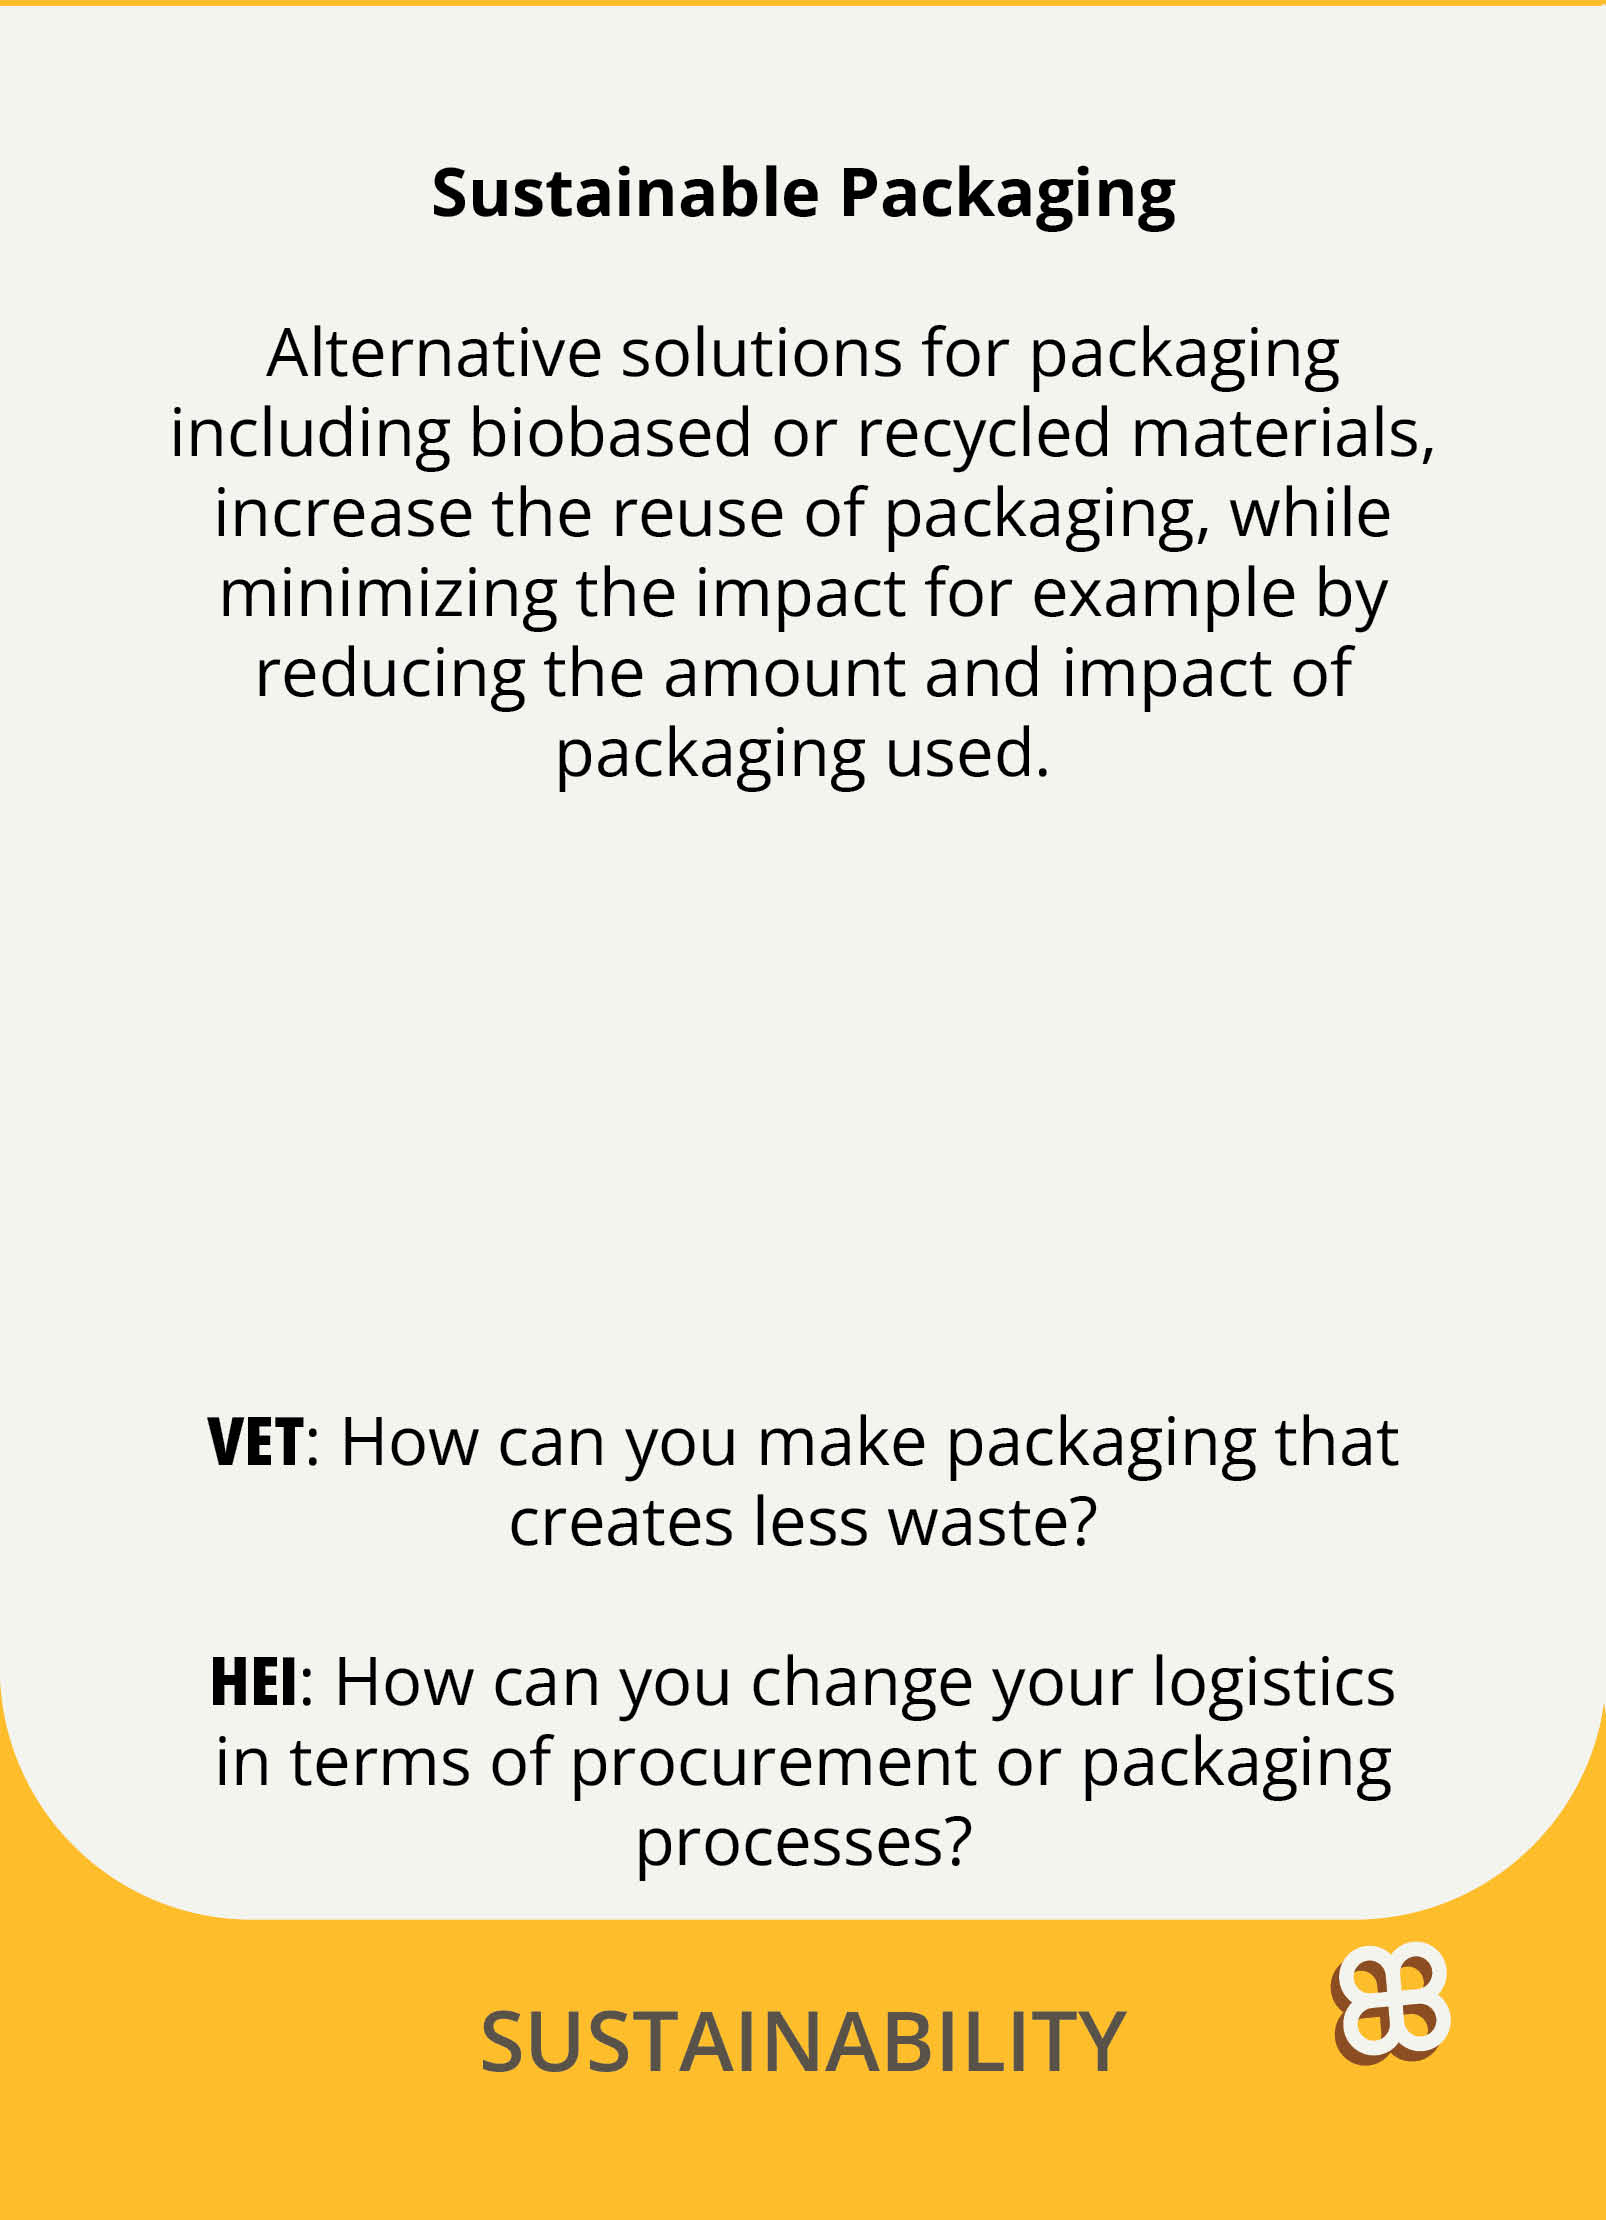 Sustainable Packaging
Alternative solutions for packaging
including biobased or recycled materials,
increase the reuse of packaging, while
minimizing the impact for example by
reducing the amount and impact of
packaging used.
VET: How can you make packaging that
creates less waste?
HEI: How can you change your logistics
in terms of procurement or packaging
processes?
SUSTAINABILITY